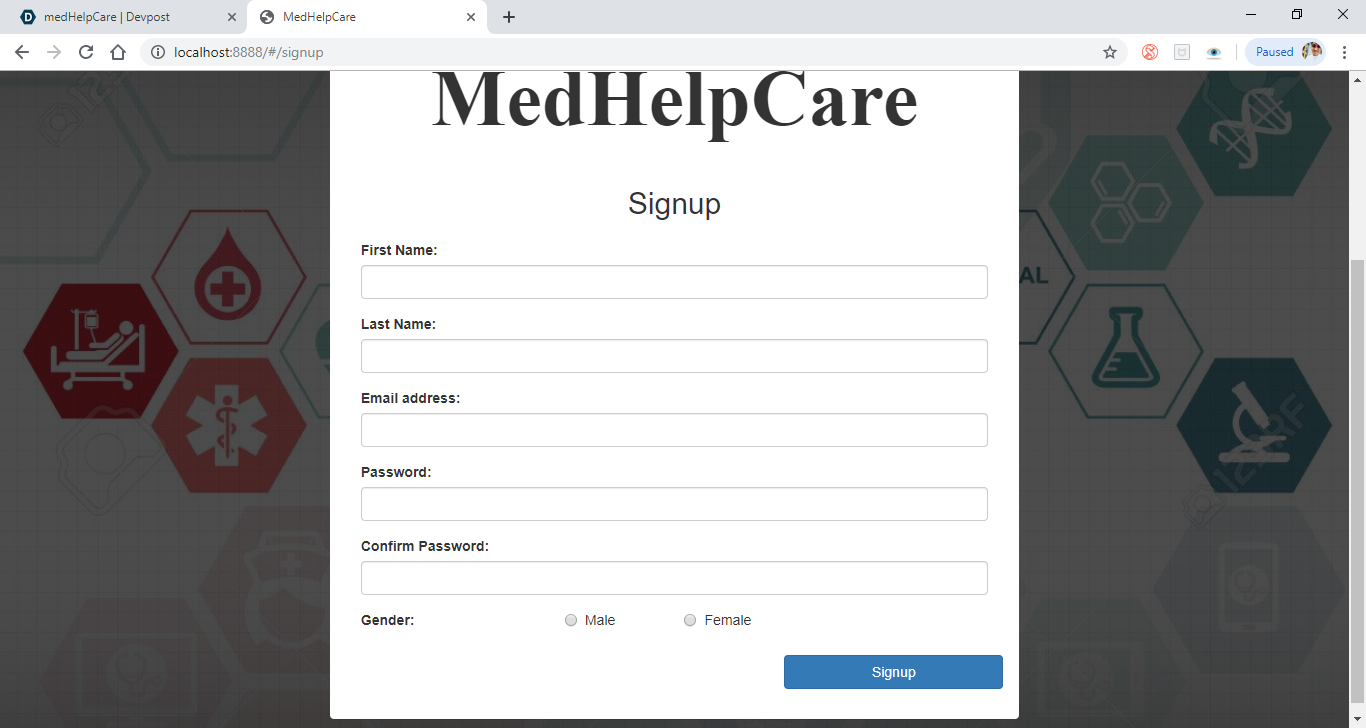 medHelpCare | Devpost
MedHelpCare
localhost:8888/#/signup
Paused
MedHelpCare
Signup
First Name:
Last Name:
Email address:
Password:
Confirm Password:
Gender: Male Female
Signup
AL
123RF